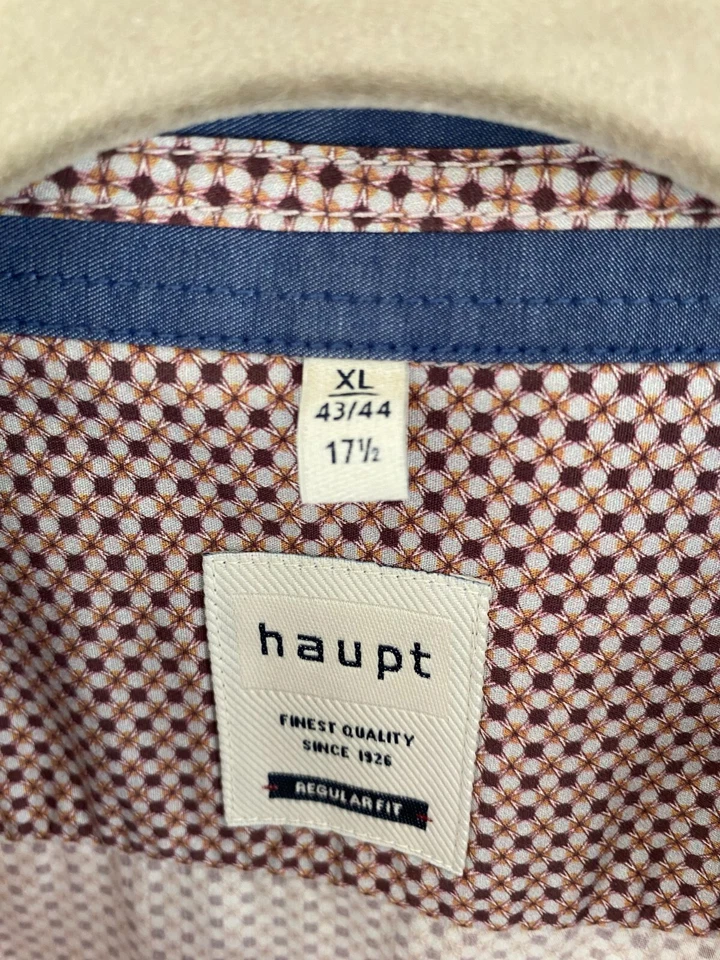 XL
43/44
17½
haupt
FINEST QUALITY
SINCE 1926
REGULAR FIT